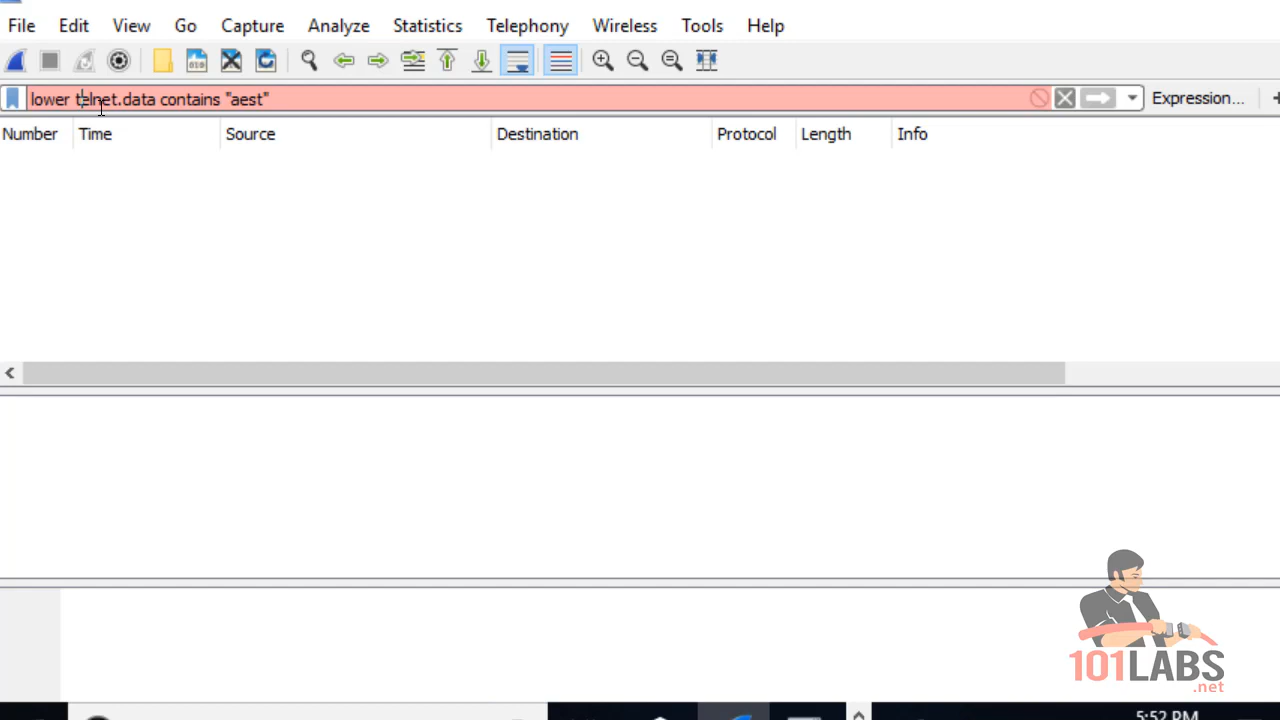 File Edit View Go Capture Analyze Statistics Telephony Wireless Tools Help
lower telnet.data contains "aest" Expression... +
Number Time Source Destination Protocol Length Info
101LABS
.net
5:52 PM